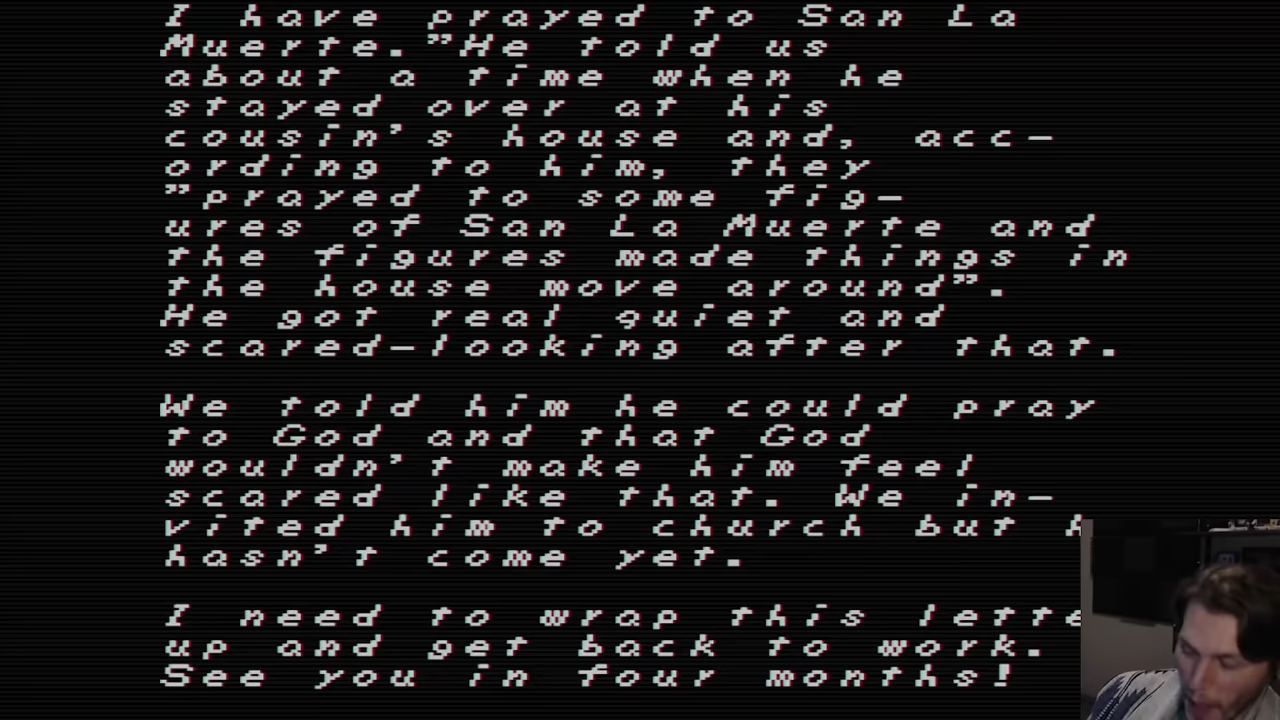 I have prayed to San La
Muerte."He told us
about a time when he
stayed over at his
cousin's house and, acc-
ording to him, they
"prayed to some fig-
ures of San La Muerte and
the figures made things in
the house move around".
He got real quiet and
scared-looking after that.
We told him he could pray
to God and that God
wouldn't make him feel
scared like that. We in-
vited him to church but
hasn't come yet.
I need to wrap this
up and get back to work.
See you in four months!